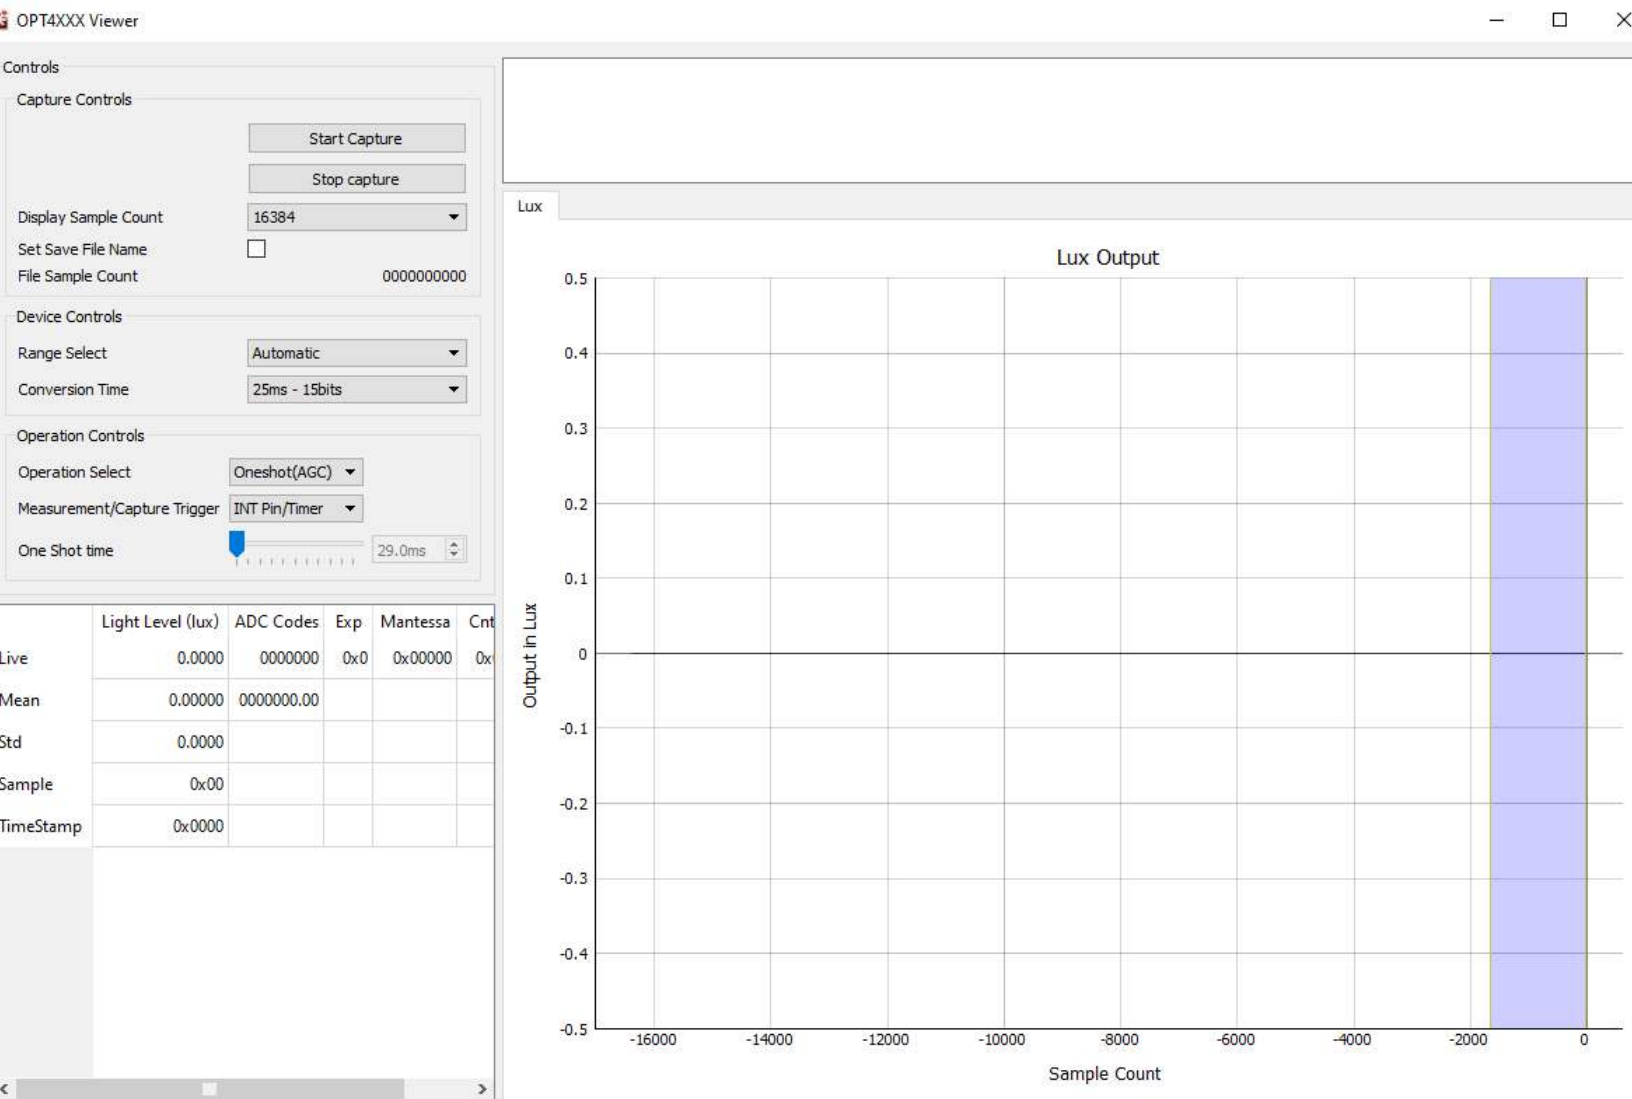 OPT4XXX Viewer
Controls
Capture Controls
Start Capture
Stop capture
Display Sample Count 16384
Set Save File Name
File Sample Count 0000000000
Device Controls
Range Select Automatic
Conversion Time 25ms - 15bits
Operation Controls
Operation Select Oneshot(AGC)
Measurement/Capture Trigger INT Pin/Timer
One Shot time 29.0ms
Light Level (lux) ADC Codes Exp Mantessa Cnt
Live 0.0000 0000000 0x0 0x00000 0x
Mean 0.00000 0000000.00
Std 0.0000
Sample 0x00
TimeStamp 0x0000
Lux
Lux Output
0.5
0.4
0.3
0.2
0.1
0
-0.1
-0.2
-0.3
-0.4
-0.5
Output in Lux
-16000 -14000 -12000 -10000 -8000 -6000 -4000 -2000 0
Sample Count